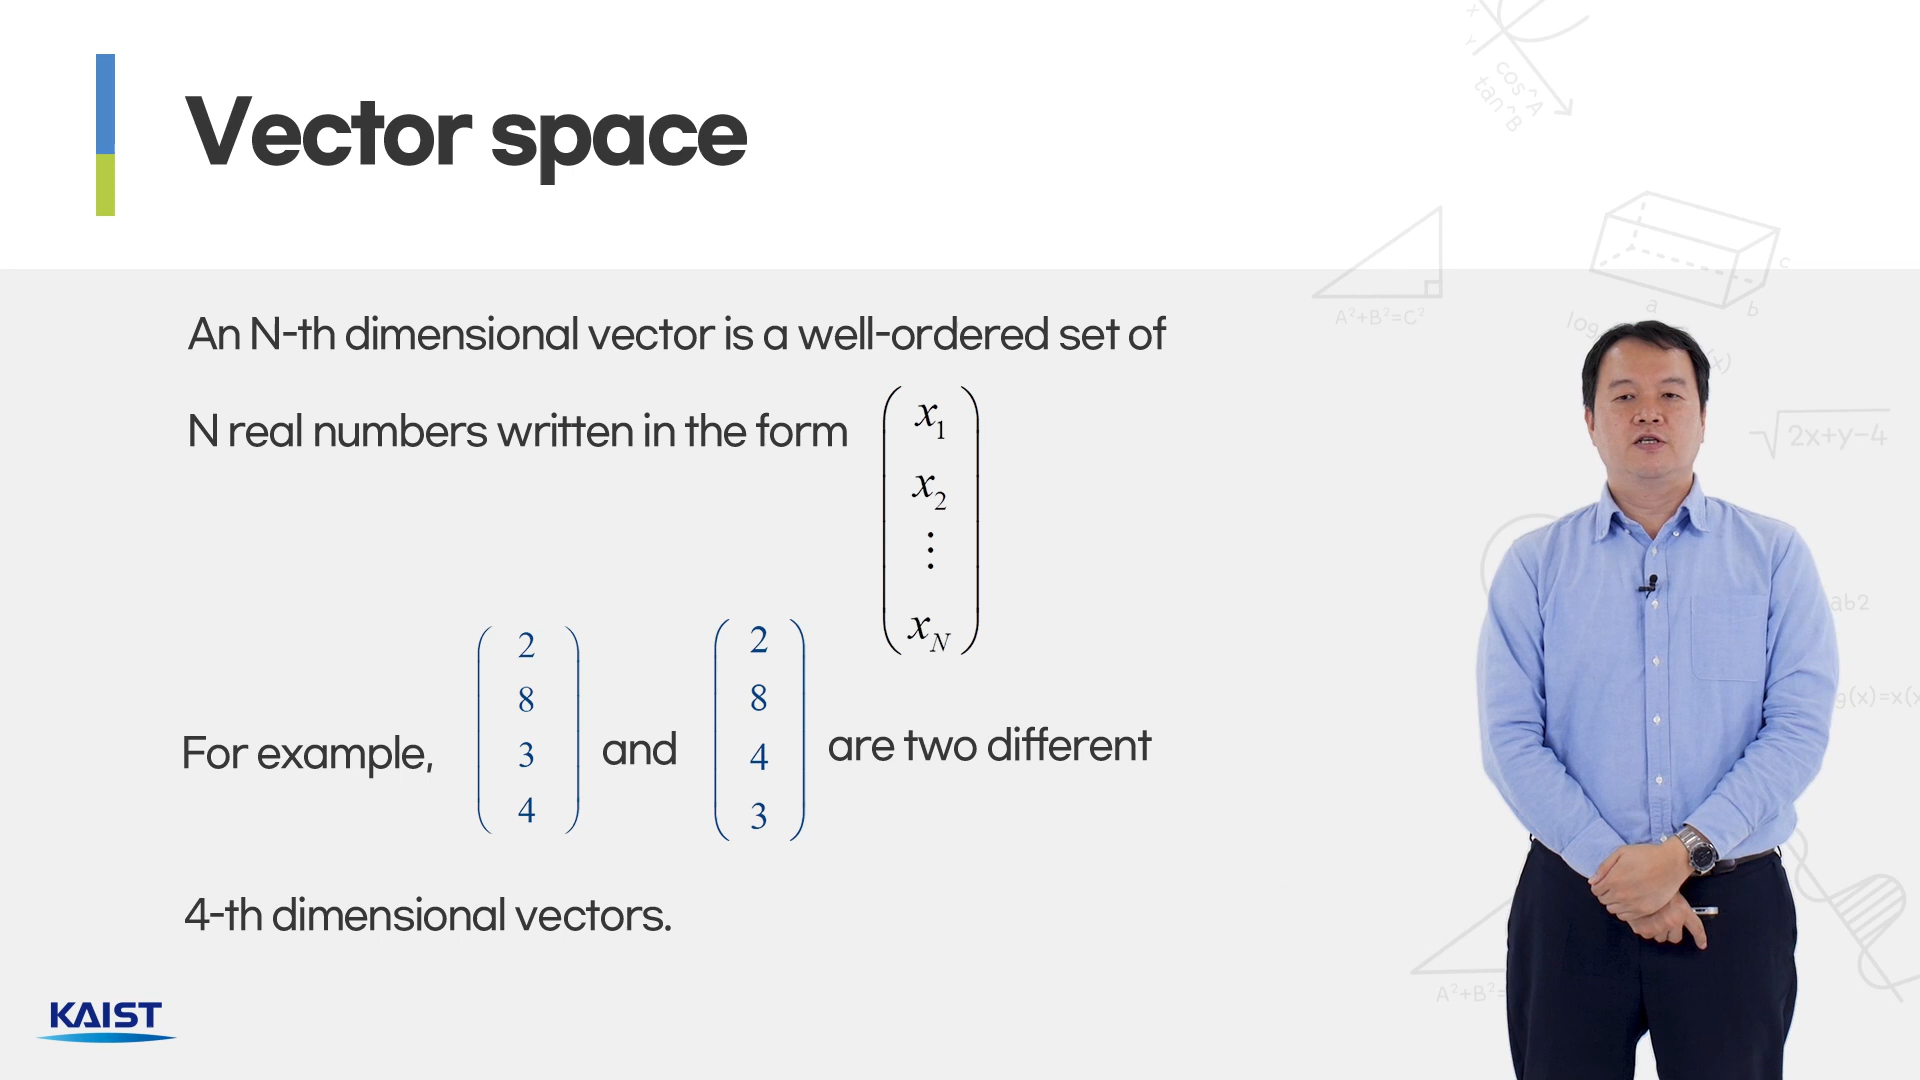 Vector space
An N-th dimensional vector is a well-ordered set of
N real numbers written in the form
x1
x2
⋮
xN
For example,
2
8
3
4
and
2
8
4
3
are two different
4-th dimensional vectors.
KAIST
X
Y
cos^A
tan^B
A²+B²=C²
a
b
c
log
(x)
√2x+y-4
ab2
g(x)=x(x
A²+B²=